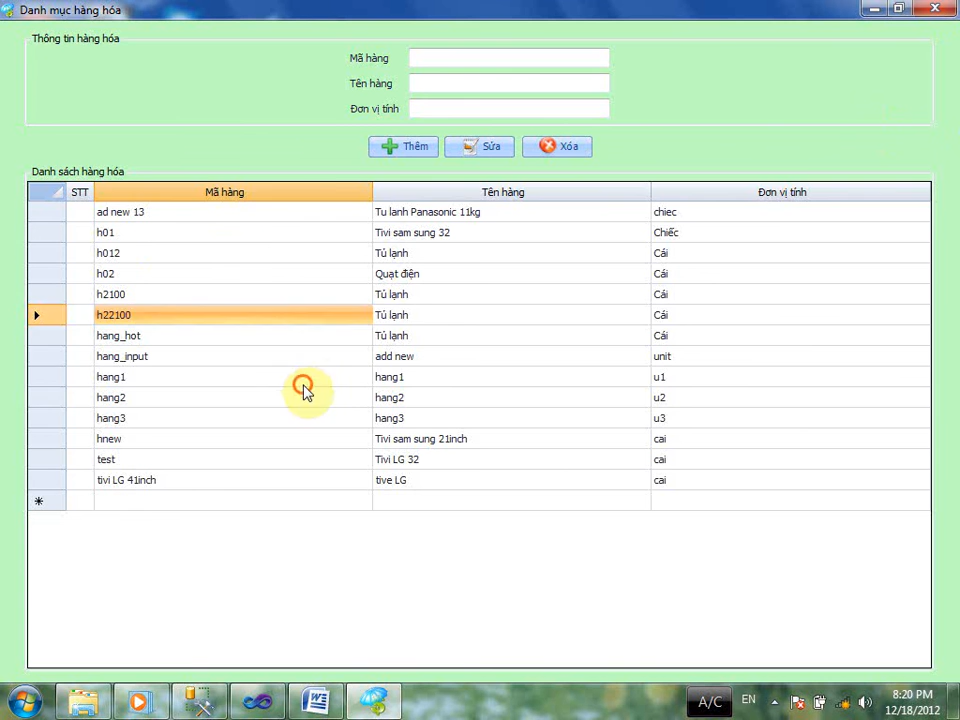 Danh mục hàng hóa
Thông tin hàng hóa
Mã hàng
Tên hàng
Đơn vị tính
Thêm Sửa Xóa
Danh sách hàng hóa
STT Mã hàng Tên hàng Đơn vị tính
ad new 13 Tu lanh Panasonic 11kg chiec
h01 Tivi sam sung 32 Chiếc
h012 Tủ lạnh Cái
h02 Quạt điện Cái
h2100 Tủ lạnh Cái
h22100 Tủ lạnh Cái
hang_hot Tủ lạnh Cái
hang_input add new unit
hang1 hang1 u1
hang2 hang2 u2
hang3 hang3 u3
hnew Tivi sam sung 21inch cai
test Tivi LG 32 cai
tivi LG 41inch tive LG cai
A/C EN 8:20 PM
12/18/2012